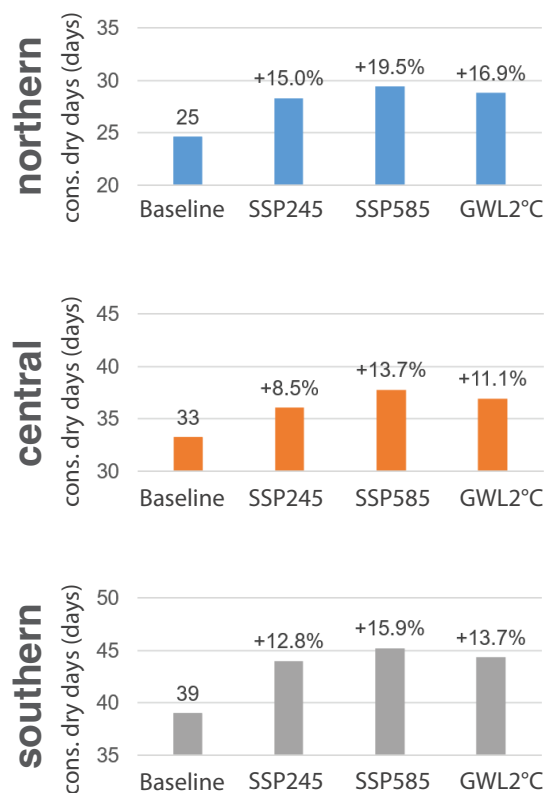 northern
cons. dry days (days)
35
30
25
20
25
+15.0%
+19.5%
+16.9%
Baseline SSP245 SSP585 GWL2°C
central
cons. dry days (days)
45
40
35
30
33
+8.5%
+13.7%
+11.1%
Baseline SSP245 SSP585 GWL2°C
southern
cons. dry days (days)
50
45
40
35
39
+12.8%
+15.9%
+13.7%
Baseline SSP245 SSP585 GWL2°C